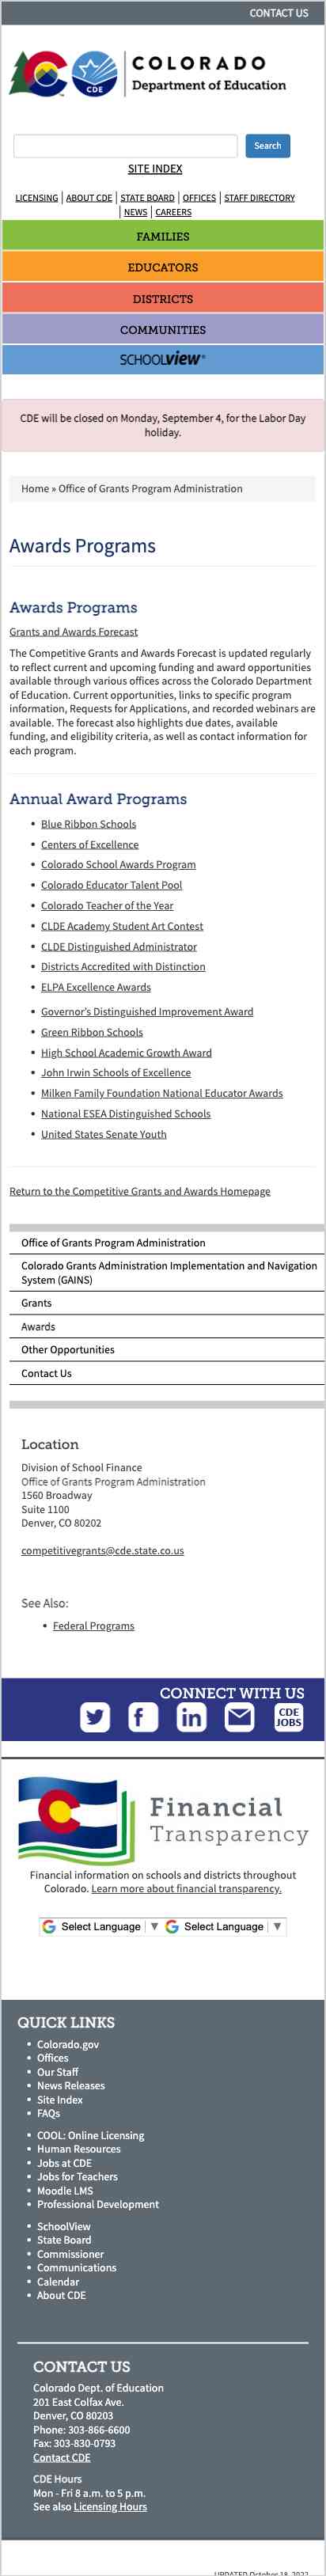 CONTACT US
CDE
COLORADO
Department of Education
Search
SITE INDEX
LICENSING | ABOUT CDE | STATE BOARD | OFFICES | STAFF DIRECTORY
| NEWS | CAREERS
FAMILIES
EDUCATORS
DISTRICTS
COMMUNITIES
SCHOOLVIEW®
CDE will be closed on Monday, September 4, for the Labor Day
holiday.
Home » Office of Grants Program Administration
Awards Programs
Awards Programs
Grants and Awards Forecast
The Competitive Grants and Awards Forecast is updated regularly
to reflect current and upcoming funding and award opportunities
available through various offices across the Colorado Department
of Education. Current opportunities, links to specific program
information, Requests for Applications, and recorded webinars are
available. The forecast also highlights due dates, available
funding, and eligibility criteria, as well as contact information for
each program.
Annual Award Programs
• Blue Ribbon Schools
• Centers of Excellence
• Colorado School Awards Program
• Colorado Educator Talent Pool
• Colorado Teacher of the Year
• CLDE Academy Student Art Contest
• CLDE Distinguished Administrator
• Districts Accredited with Distinction
• ELPA Excellence Awards
• Governor's Distinguished Improvement Award
• Green Ribbon Schools
• High School Academic Growth Award
• John Irwin Schools of Excellence
• Milken Family Foundation National Educator Awards
• National ESEA Distinguished Schools
• United States Senate Youth
Return to the Competitive Grants and Awards Homepage
Office of Grants Program Administration
Colorado Grants Administration Implementation and Navigation
System (GAINS)
Grants
Awards
Other Opportunities
Contact Us
Location
Division of School Finance
Office of Grants Program Administration
1560 Broadway
Suite 1100
Denver, CO 80202
competitivegrants@cde.state.co.us
See Also:
• Federal Programs
CONNECT WITH US
CDE
JOBS
Financial
Transparency
Financial information on schools and districts throughout
Colorado. Learn more about financial transparency.
Select Language ▼ Select Language ▼
QUICK LINKS
• Colorado.gov
• Offices
• Our Staff
• News Releases
• Site Index
• FAQs
• COOL: Online Licensing
• Human Resources
• Jobs at CDE
• Jobs for Teachers
• Moodle LMS
• Professional Development
• SchoolView
• State Board
• Commissioner
• Communications
• Calendar
• About CDE
CONTACT US
Colorado Dept. of Education
201 East Colfax Ave.
Denver, CO 80203
Phone: 303-866-6600
Fax: 303-830-0793
Contact CDE
CDE Hours
Mon - Fri 8 a.m. to 5 p.m.
See also Licensing Hours
UPDATED October 18, 2022